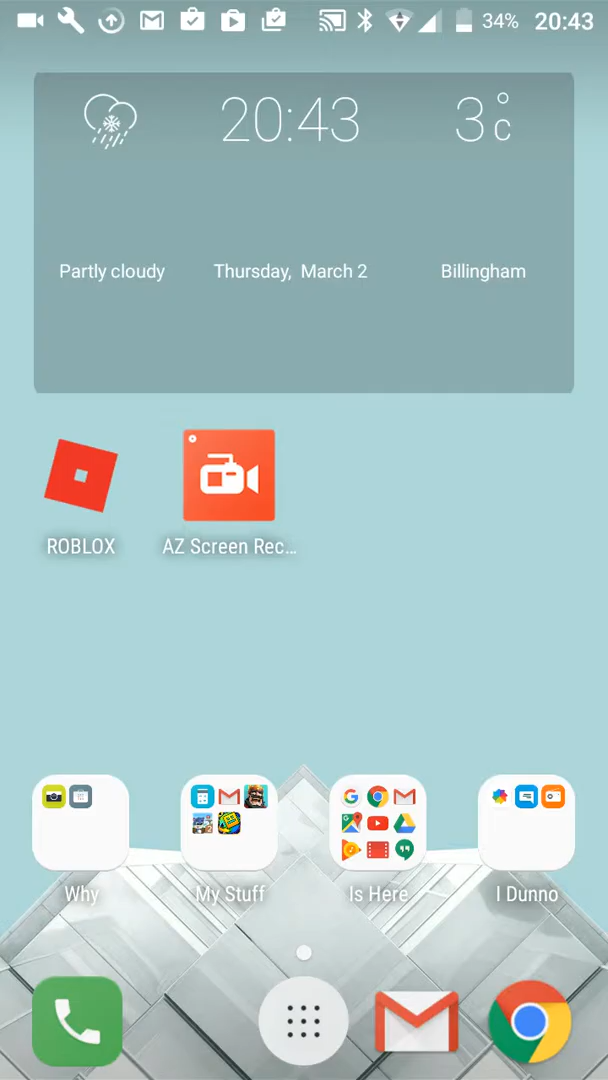 34% 20:43
20:43 3°C
Partly cloudy Thursday, March 2 Billingham
ROBLOX AZ Screen Rec...
Why My Stuff Is Here I Dunno